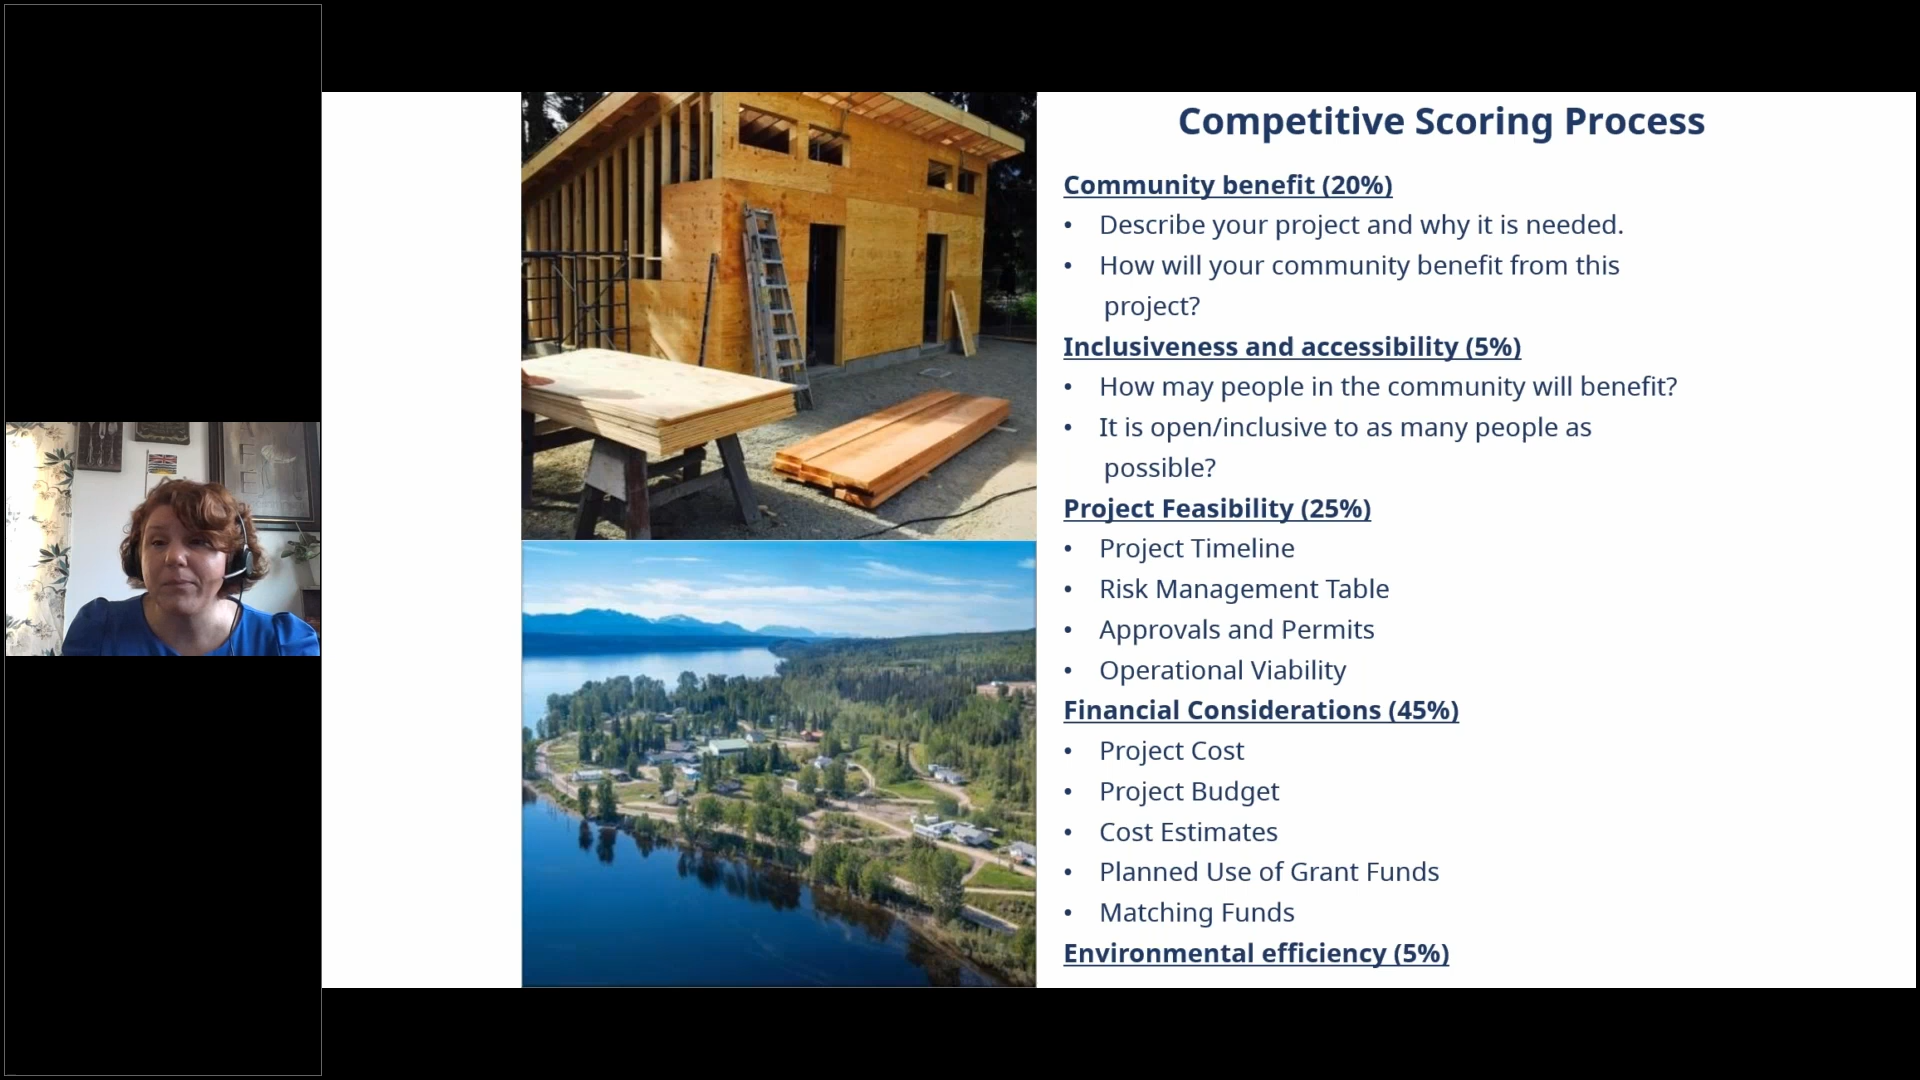 Competitive Scoring Process
Community benefit (20%)
• Describe your project and why it is needed.
• How will your community benefit from this
project?
Inclusiveness and accessibility (5%)
• How may people in the community will benefit?
• It is open/inclusive to as many people as
possible?
Project Feasibility (25%)
• Project Timeline
• Risk Management Table
• Approvals and Permits
• Operational Viability
Financial Considerations (45%)
• Project Cost
• Project Budget
• Cost Estimates
• Planned Use of Grant Funds
• Matching Funds
Environmental efficiency (5%)